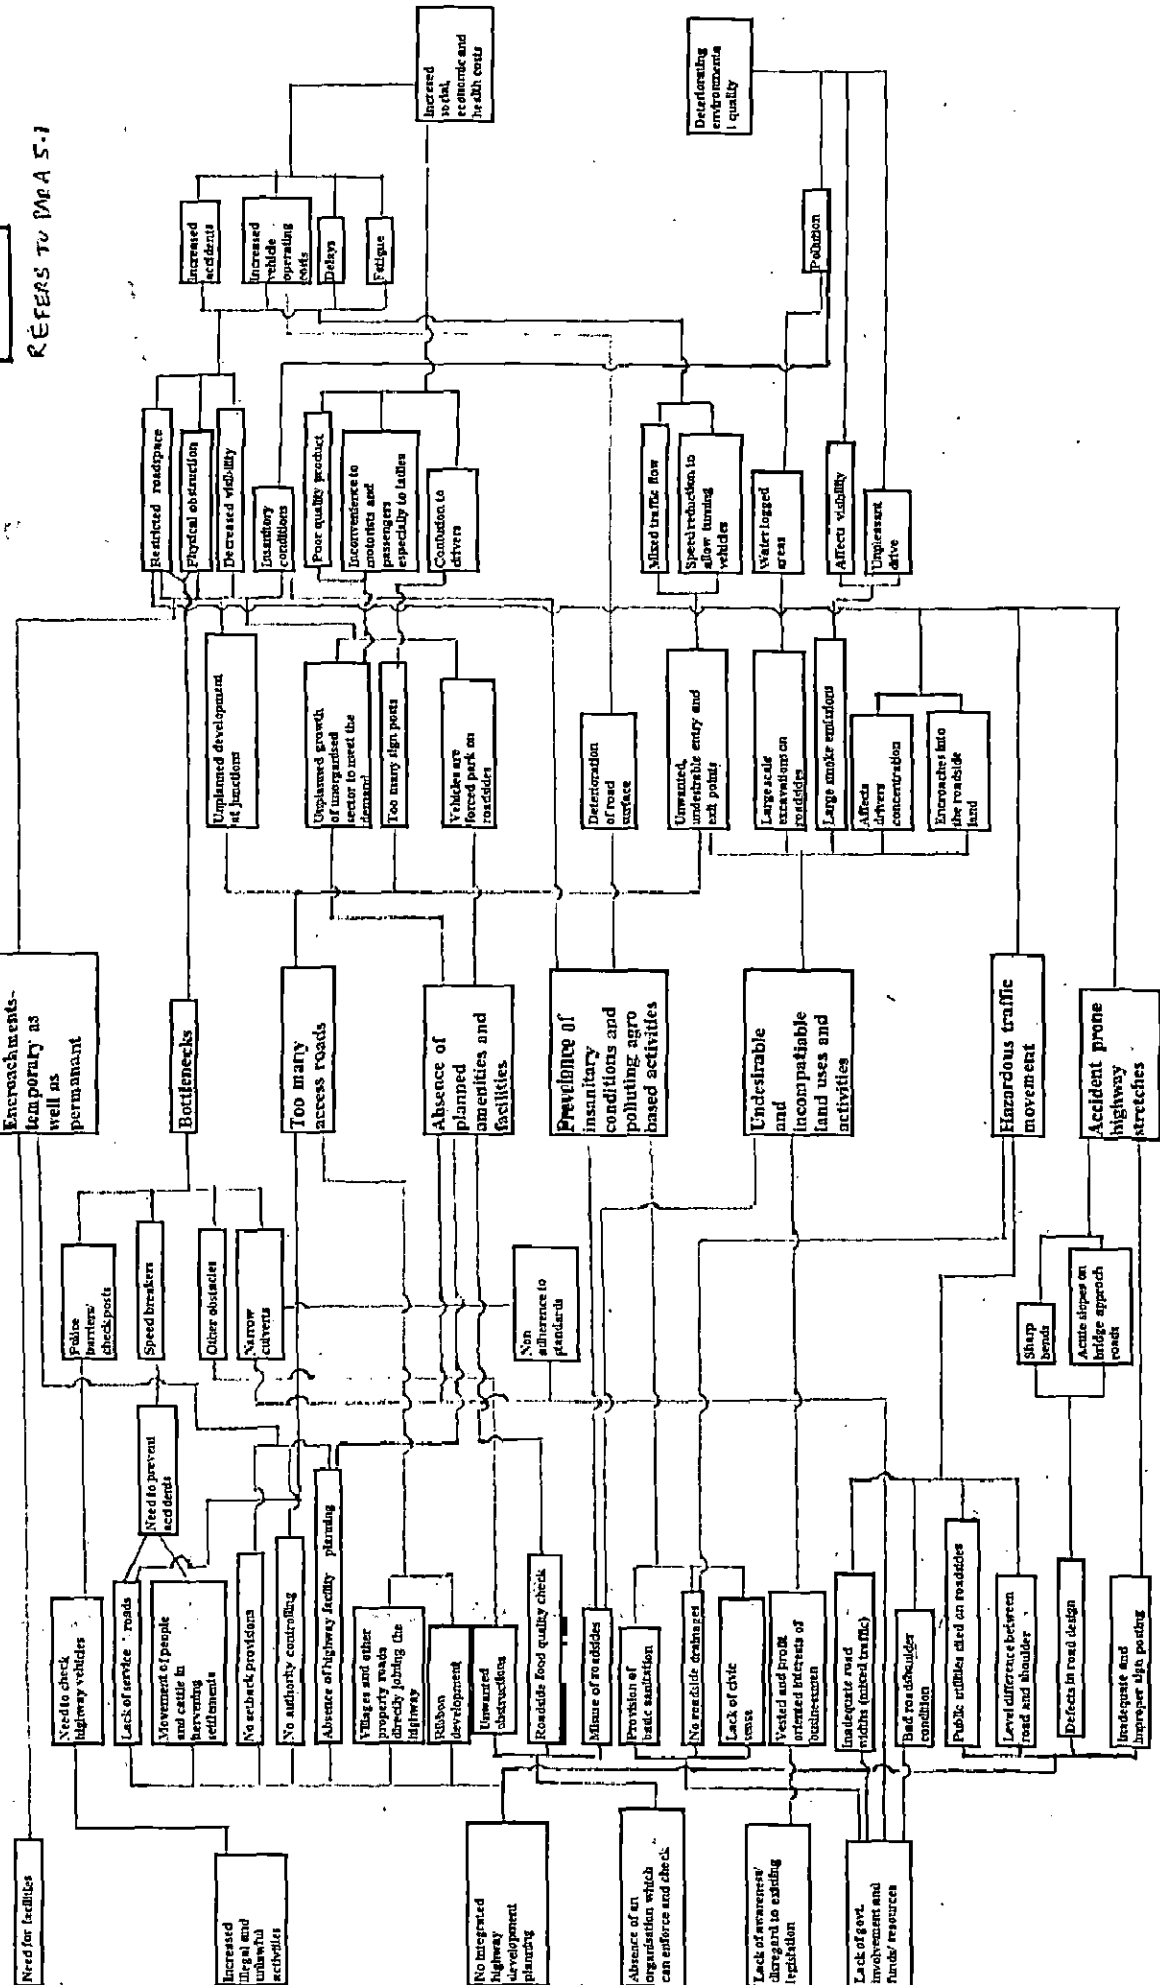 REFERS TO PARA 5.1
Need for facilities
Increased
illegal and
unlawful
activities
No integrated
highway
development
planning
Absence of an
organisation which
can enforce and check
Lack of awareness/
disregard to existing
legislation
Lack of govt.
involvement and
funds/ resources
Need to check
highway vehicles
Lack of service roads
Movement of people
and cattle in
nervening
settlements
No setback provisions
No authority controlling
Absence of highway facility planning
Villages and other
property roads
directly joining the
highway
Ribbon
development
Unwanted
obstructions
Roadside food quality check
Misuse of roadsides
Provision of
basic sanitation
No roadside drainages
Lack of civic
sense
Vested and profit
oriented interests of
businessmen
Inadequate road
widths (mixed traffic)
Bad roadshoulder
condition
Public utilities sited on roadsides
Level difference between
road and shoulder
Defects in road design
Inadequate and
improper sign posting
Need to prevent
accidents
Police
barriers/
check posts
Speed breakers
Other obstacles
Narrow
culverts
Non
adherence to
standards
Sharp
bends
Acute slopes on
bridge approch
roads
Encroachments-
temporary as
well as
permanant
Bottlenecks
Too many
access roads
Absence of
planned
amenities and
facilities
Prevelance of
insanitary
conditions and
polluting agro
based activities
Undesirable
and
incompatiable
land uses and
activities
Hazardous traffic
movement
Accident prone
highway
stretches
Unplanned development
at junctions
Unplanned growth
of unorganised
sector to meet the
demand
Too many sign posts
Vehicles are
forced park on
roadsides
Deterioration
of road
surface
Unwanted,
undesirable entry and
exit points
Large scale
excavations on
roadsides
Large smoke emissions
Affects
drivers
concentration
Encroaches into
the roadside
land
Restricted roadspace
Physical obstruction
Decreased visibility
Insanitory
conditions
Poor quality product
Inconvenience to
motorists and
passengers
especially to ladies
Confusion to
drivers
Mixed traffic flow
Speed reduction to
allow turning
vehicles
Water logged
areas
Affects visibility
Unpleasant
drive
Increased
accidents
Increased
vehicle
operating
costs
Delays
Fatigue
Pollution
Incresed
social,
economic and
health costs
Deteriorating
environmenta
l quality